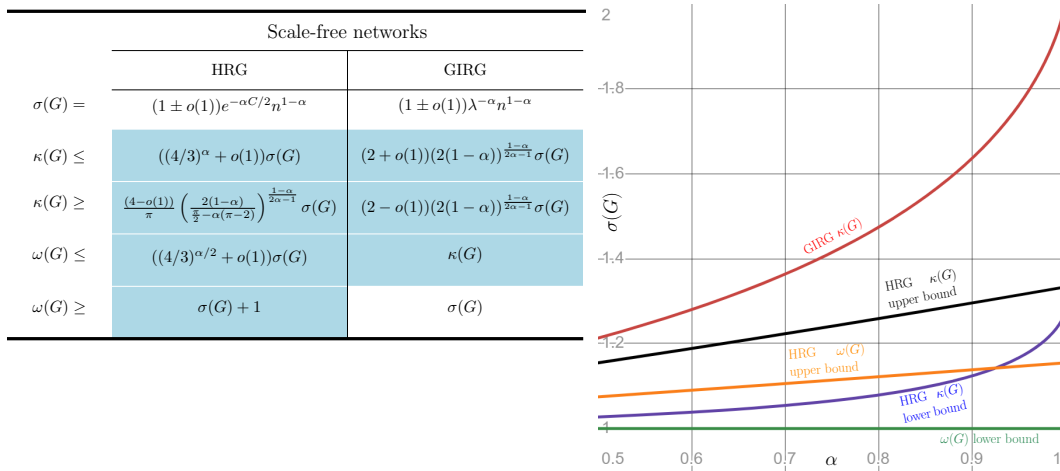 Scale-free networks
HRG GIRG
σ(G) = (1 ± o(1))e^{−αC/2}n^{1−α} (1 ± o(1))λ^{−α}n^{1−α}
κ(G) ≤ ((4/3)^α + o(1))σ(G) (2 + o(1))(2(1 − α))^{\frac{1−α}{2α−1}}σ(G)
κ(G) ≥ \frac{(4−o(1))}{π} \left(\frac{2(1−α)}{\frac{π}{2}−α(π−2)}\right)^{\frac{1−α}{2α−1}} σ(G) (2 − o(1))(2(1 − α))^{\frac{1−α}{2α−1}}σ(G)
ω(G) ≤ ((4/3)^{α/2} + o(1))σ(G) κ(G)
ω(G) ≥ σ(G) + 1 σ(G)
2
1.8
1.6
σ(G)
1.4
1.2
1
GIRG κ(G)
HRG κ(G)
upper bound
HRG ω(G)
upper bound
HRG κ(G)
lower bound
ω(G) lower bound
0.5 0.6 0.7 0.8 0.9 1
α